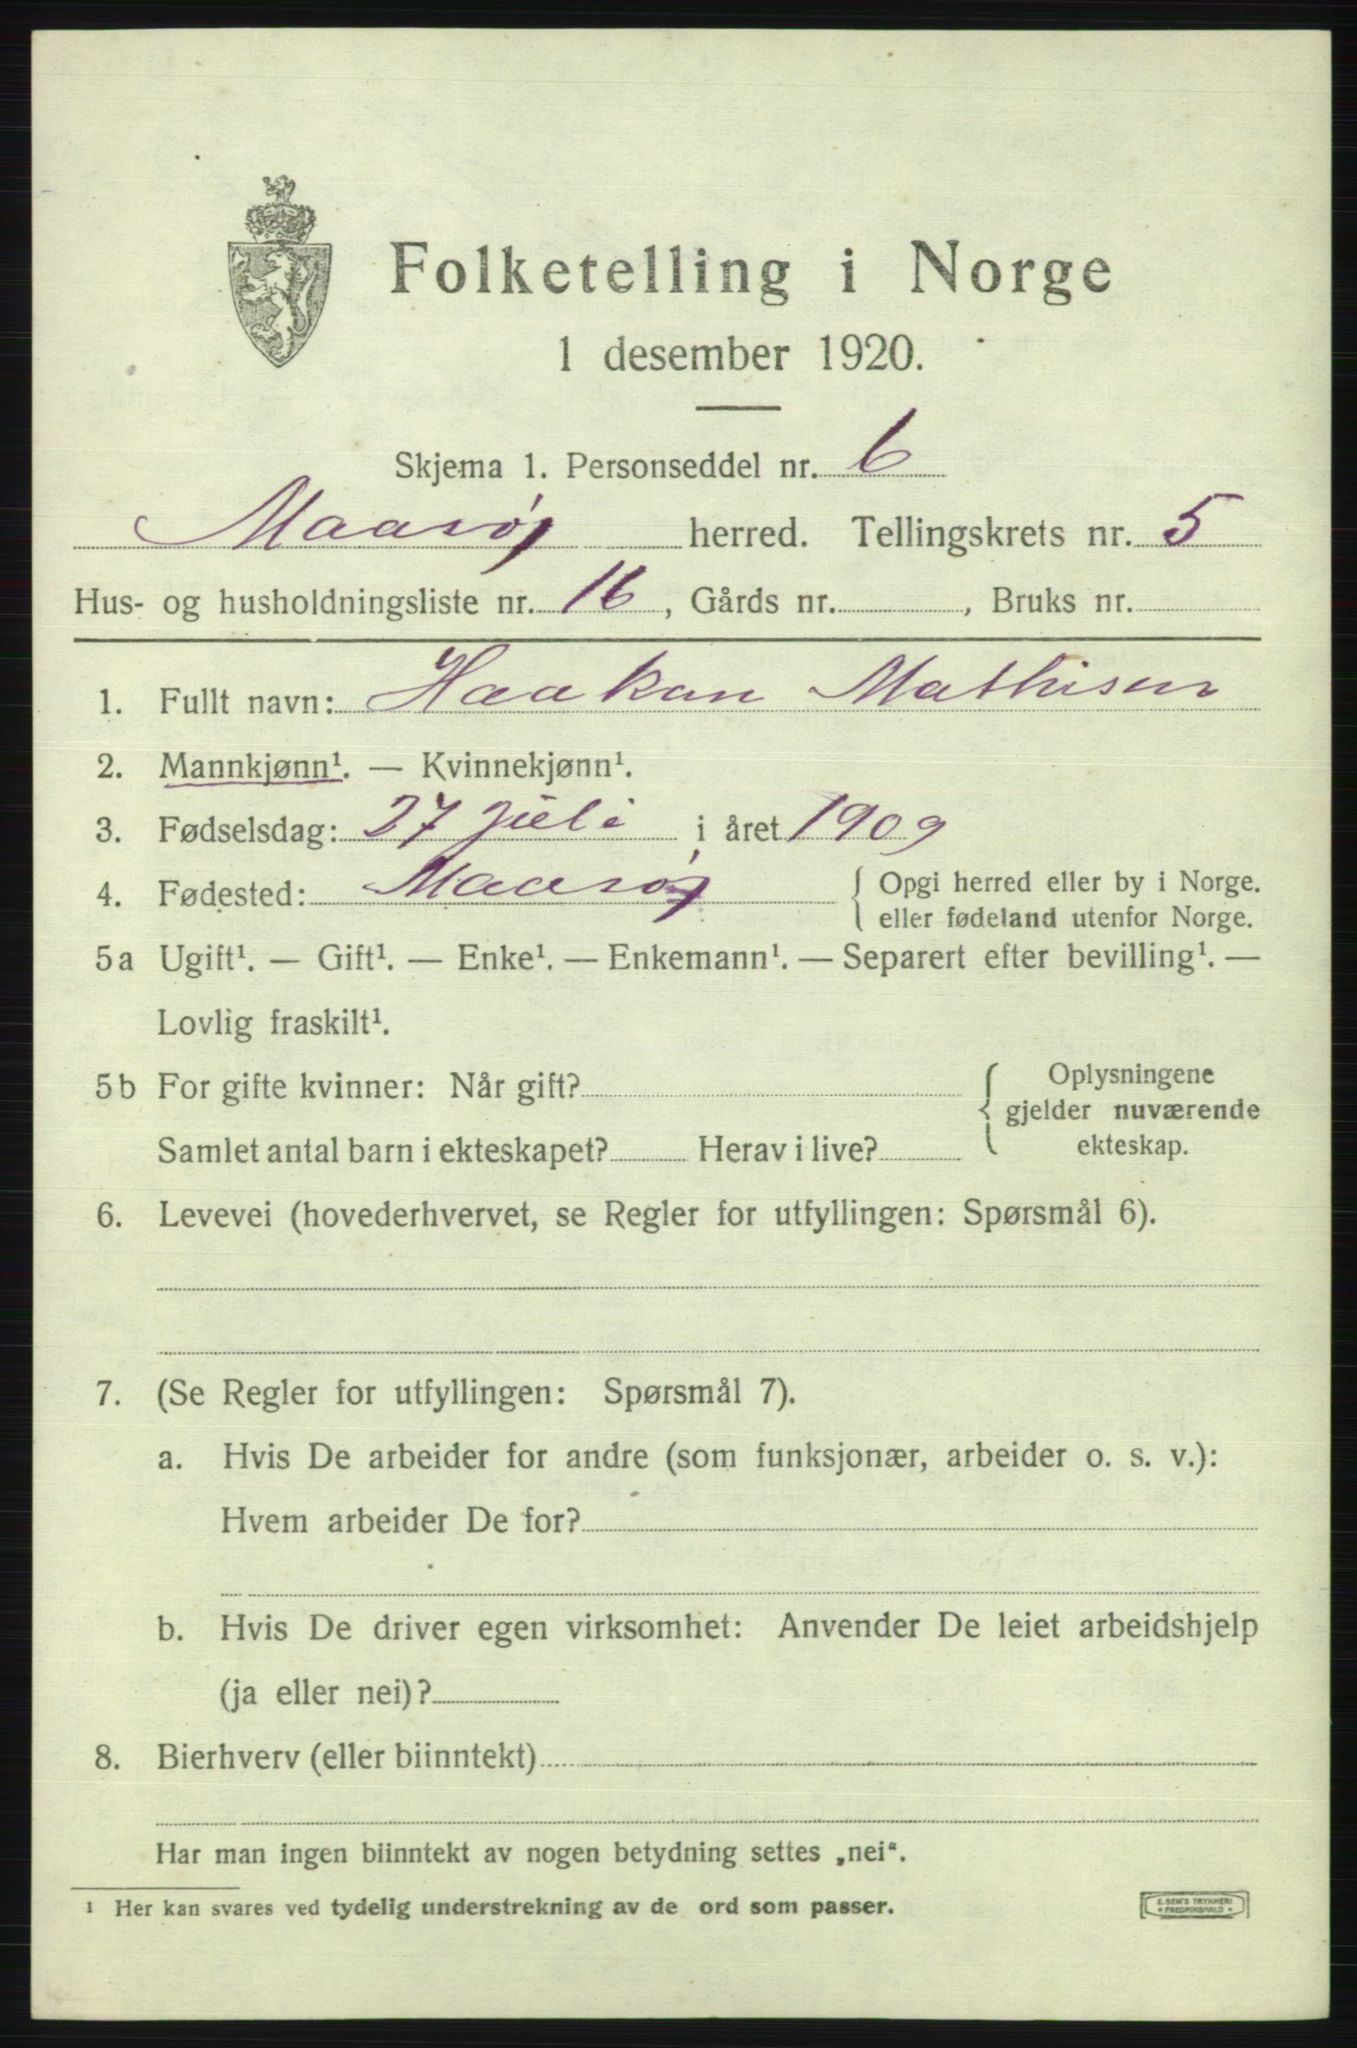 Folketelling i Norge
1 desember 1920.
Skjema 1. Personseddel nr. 6
Maasøy herred. Tellingskrets nr. 5
Hus- og husholdningsliste nr. 16, Gårds nr. , Bruks nr.
1. Fullt navn: Haakon Mathisen
2. Mannkjønn¹. — Kvinnekjønn¹.
3. Fødselsdag: 27 juli i året 1909
4. Fødested: Maasøy { Opgi herred eller by i Norge.
eller fødeland utenfor Norge.
5a Ugift¹. — Gift¹. — Enke¹. — Enkemann¹. — Separert efter bevilling¹. —
Lovlig fraskilt¹.
5b For gifte kvinner: Når gift?
Samlet antal barn i ekteskapet? Herav i live?
Oplysningene
gjelder nuværende
ekteskap.
6. Levevei (hovederhvervet, se Regler for utfyllingen: Spørsmål 6).
7. (Se Regler for utfyllingen: Spørsmål 7).
a. Hvis De arbeider for andre (som funksjonær, arbeider o. s. v.):
Hvem arbeider De for?
b. Hvis De driver egen virksomhet: Anvender De leiet arbeidshjelp
(ja eller nei)?
8. Bierhverv (eller biinntekt)
Har man ingen biinntekt av nogen betydning settes „nei“.
¹ Her kan svares ved tydelig understrekning av de ord som passer.
E. SEM'S TRYKKERI
FREDRIKSHALD